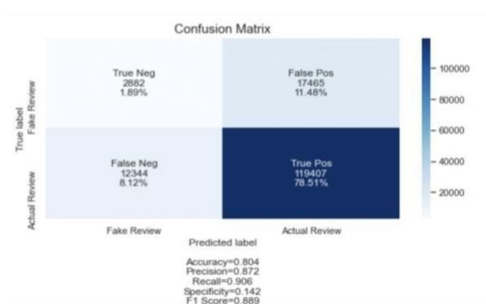 Confusion Matrix
True Neg
2882
1.89%
False Pos
17465
11.48%
False Neg
12344
8.12%
True Pos
119407
78.51%
True label
Fake Review
Actual Review
Fake Review
Actual Review
Predicted label
100000
80000
60000
40000
20000
Accuracy=0.804
Precision=0.872
Recall=0.906
Specificity=0.142
F1 Score=0.889